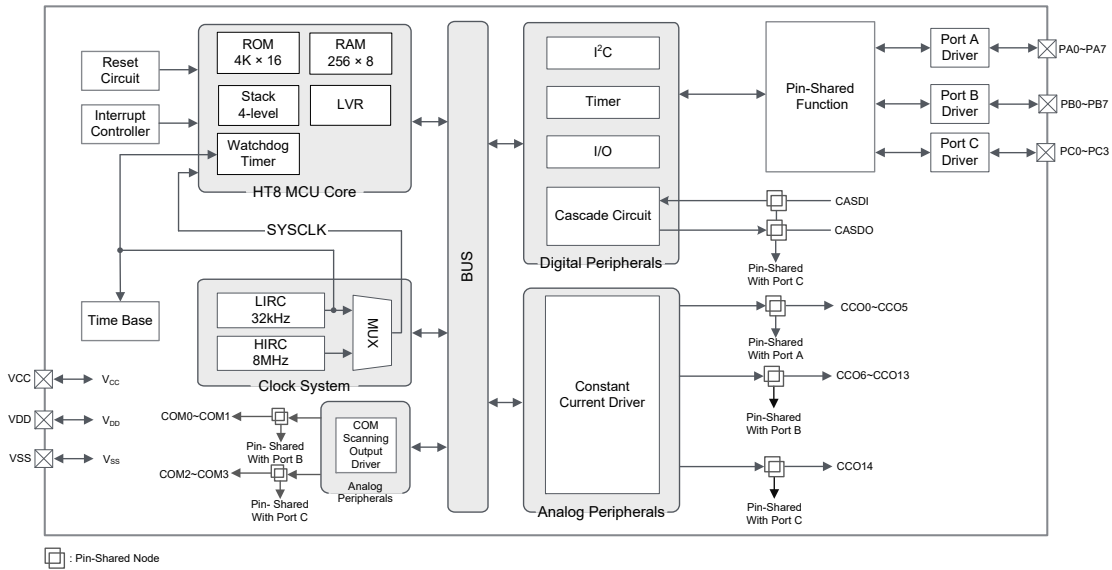 Reset
Circuit
Interrupt
Controller
ROM
4K × 16
RAM
256 × 8
Stack
4-level
LVR
Watchdog
Timer
HT8 MCU Core
SYSCLK
Time Base
LIRC
32kHz
HIRC
8MHz
MUX
Clock System
VCC
VCC
VDD
VDD
VSS
VSS
COM0~COM1
Pin- Shared
With Port B
COM2~COM3
Pin- Shared
With Port C
COM
Scanning
Output
Driver
Analog
Peripherals
BUS
I²C
Timer
I/O
Cascade Circuit
Digital Peripherals
Pin-Shared
Function
Port A
Driver
PA0~PA7
Port B
Driver
PB0~PB7
Port C
Driver
PC0~PC3
CASDI
CASDO
Pin-Shared
With Port C
Constant
Current Driver
Analog Peripherals
CCO0~CCO5
Pin-Shared
With Port A
CCO6~CCO13
Pin-Shared
With Port B
CCO14
Pin-Shared
With Port C
: Pin-Shared Node